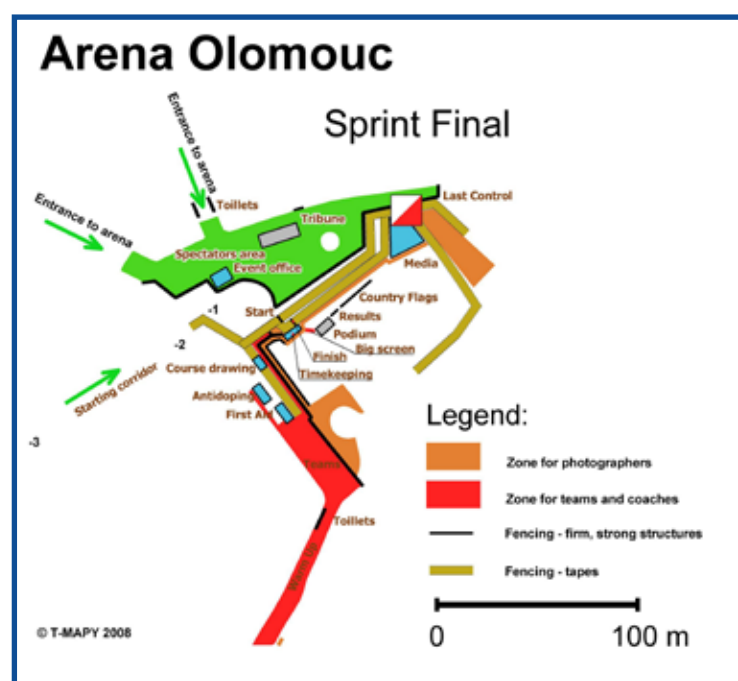 Arena Olomouc
Sprint Final
Entrance to arena
Entrance to arena
Toillets
Tribune
Last Control
Spectators area
Event office
Media
-1
Start
Country Flags
-2
Results
Podium
Big screen
Finish
Course drawing
Timekeeping
Starting corridor
Antidoping
First Aid
-3
Teams
Toillets
Warm Up
Legend:
Zone for photographers
Zone for teams and coaches
Fencing - firm, strong structures
Fencing - tapes
0 100 m
© T-MAPY 2008